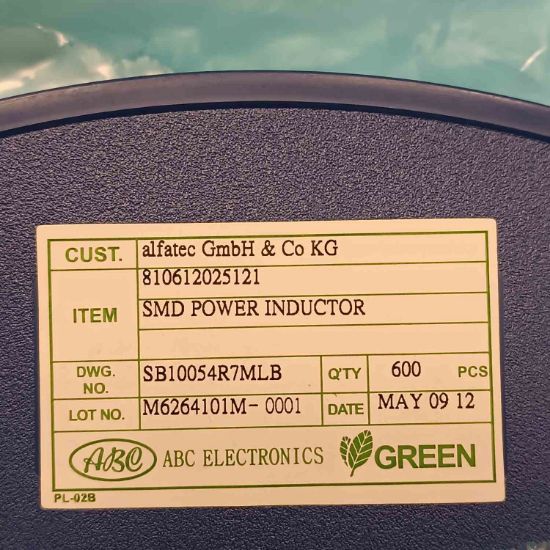 CUST. alfatec GmbH & Co KG
810612025121
ITEM SMD POWER INDUCTOR
DWG. NO. SB10054R7MLB Q'TY 600 PCS
LOT NO. M6264101M-0001 DATE MAY 09 12
ABC ABC ELECTRONICS GREEN
PL-02B